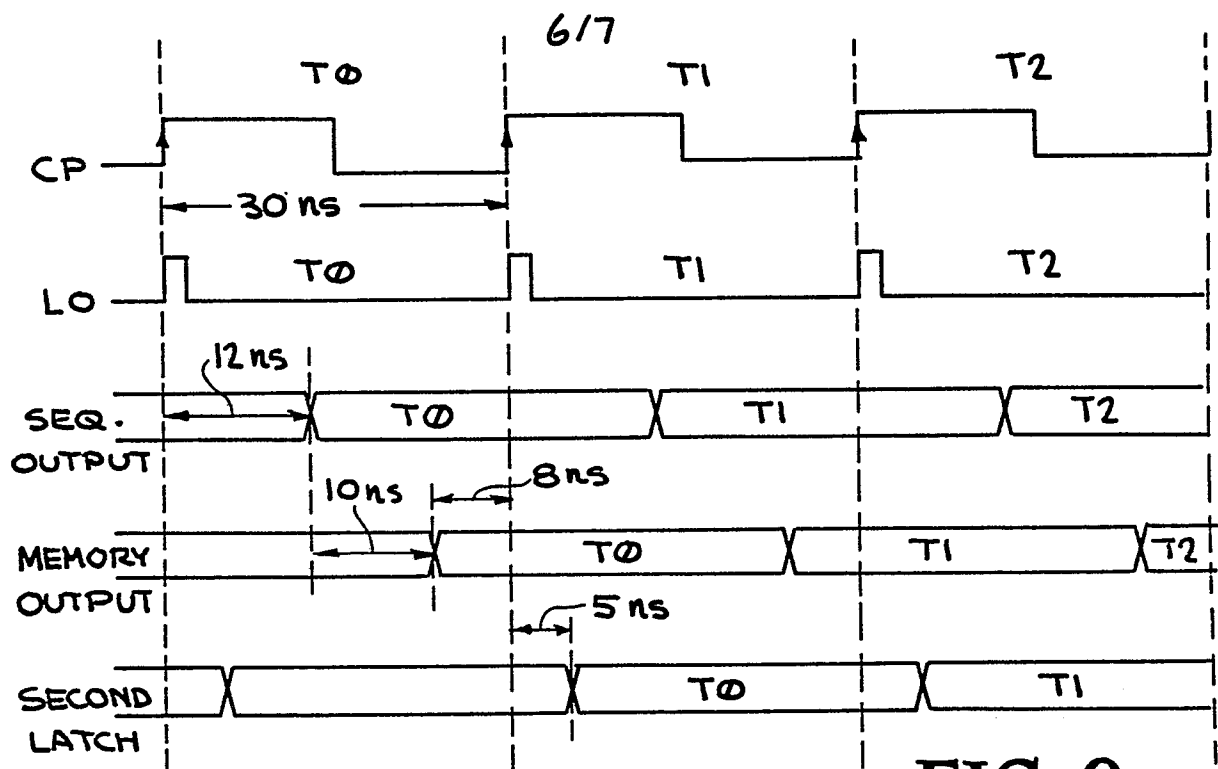 6/7
TØ T1 T2
CP
30 ns
LO TØ T1 T2
12 ns
SEQ. OUTPUT TØ T1 T2
10 ns 8 ns
MEMORY OUTPUT TØ T1 T2
5 ns
SECOND LATCH TØ T1